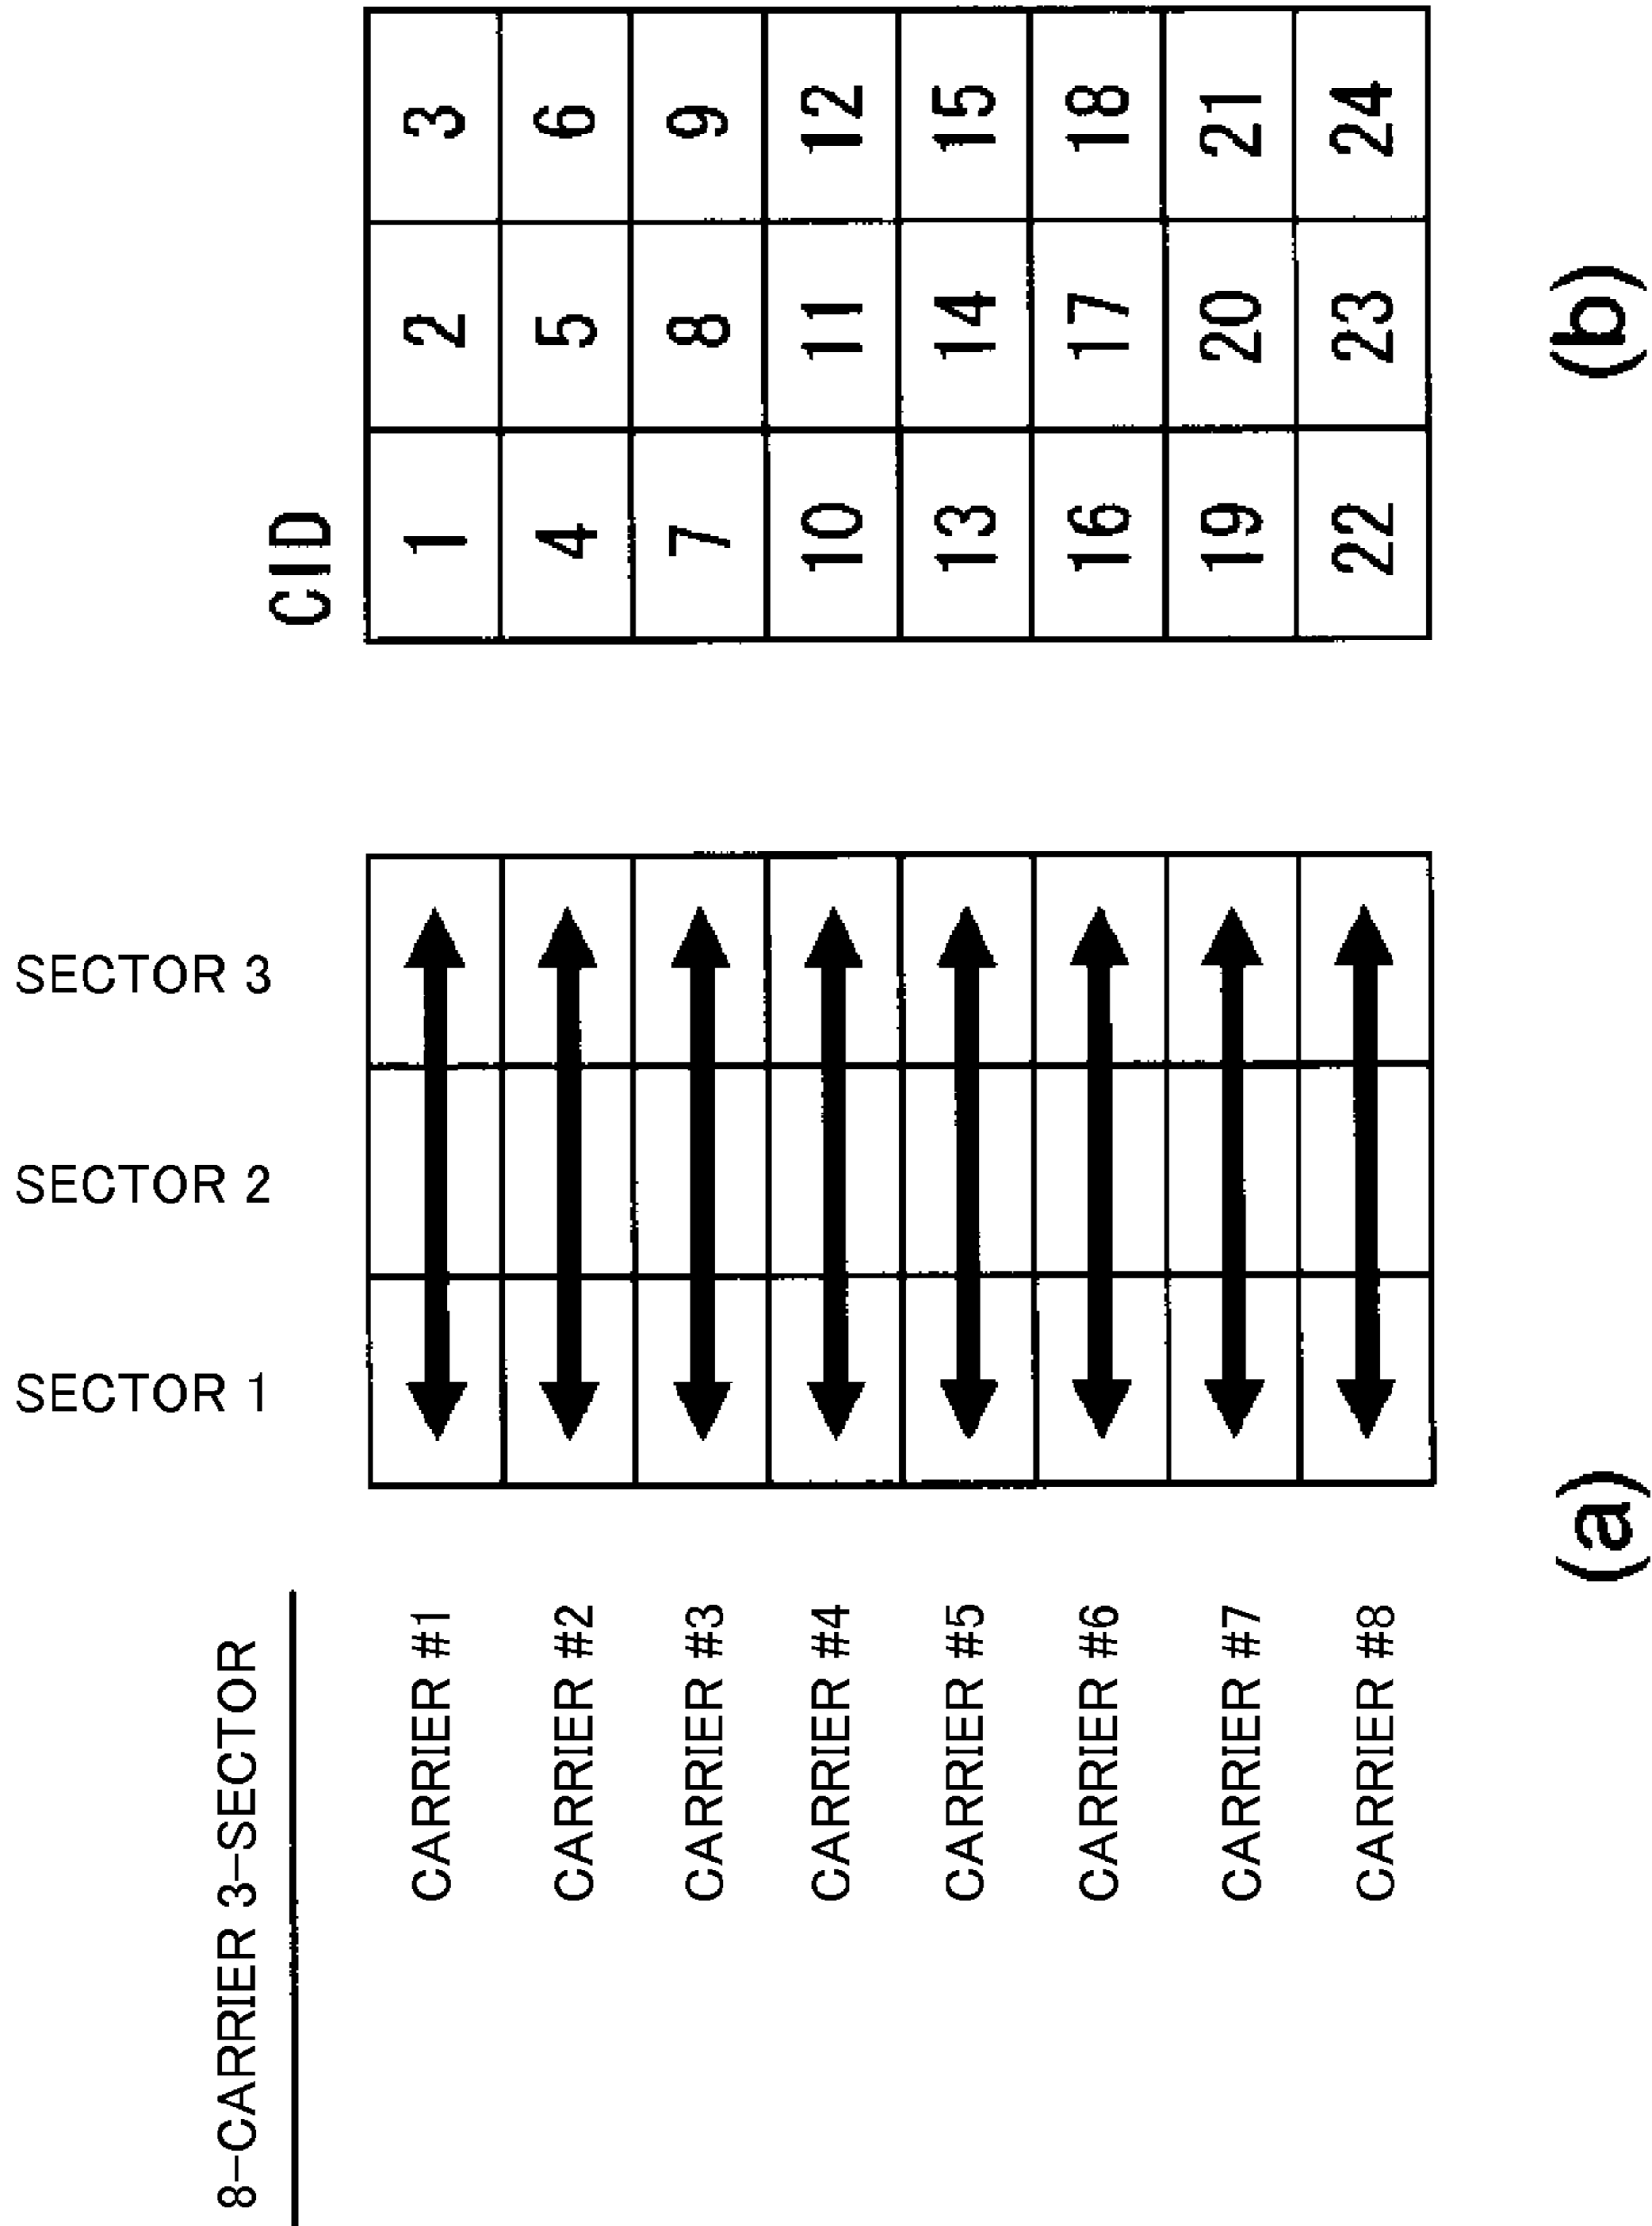 8-CARRIER 3-SECTOR
SECTOR 1 SECTOR 2 SECTOR 3
CARRIER #1
CARRIER #2
CARRIER #3
CARRIER #4
CARRIER #5
CARRIER #6
CARRIER #7
CARRIER #8
(a)
CID
1 2 3
4 5 6
7 8 9
10 11 12
13 14 15
16 17 18
19 20 21
22 23 24
(b)